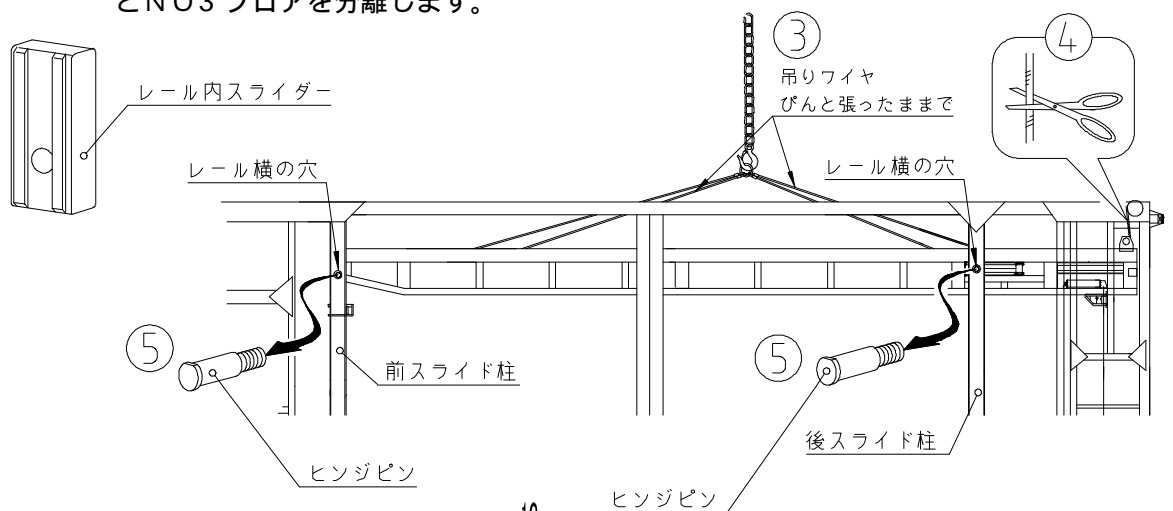 とＮＯ３フロアを分離します。
③
④
吊りワイヤ
ぴんと張ったままで
レール内スライダー
レール横の穴
レール横の穴
⑤
⑤
前スライド柱
後スライド柱
ヒンジピン
ヒンジピン